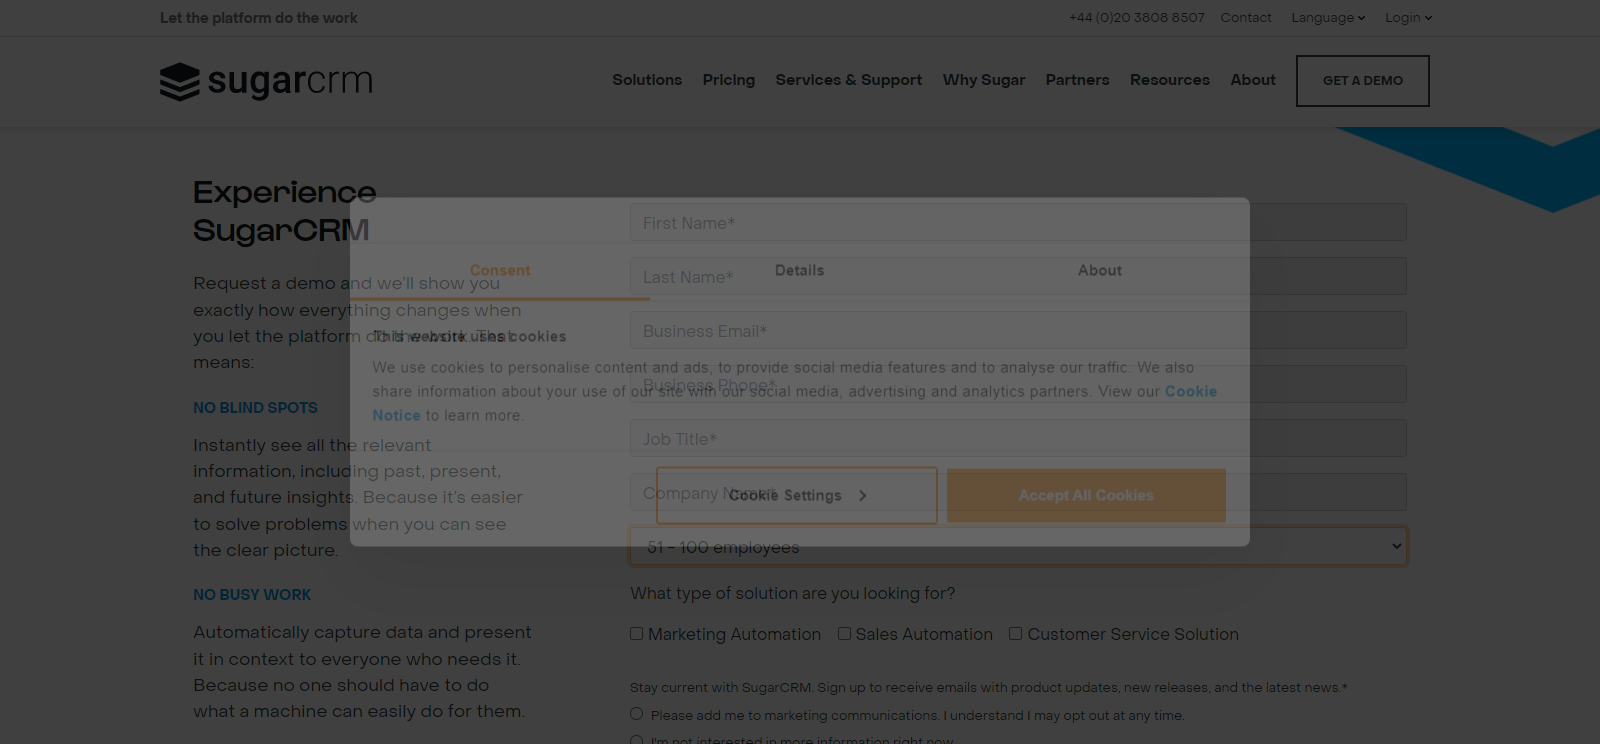 Let the platform do the work
+44 (0)20 3808 8507 Contact Language Login
sugarcrm
Solutions Pricing Services & Support Why Sugar Partners Resources About GET A DEMO
Experience
SugarCRM
Request a demo and we'll show you
exactly how everything changes when
you let the platform do the work. That
means:
NO BLIND SPOTS
Instantly see all the relevant
information, including past, present,
and future insights. Because it's easier
to solve problems when you can see
the clear picture.
NO BUSY WORK
Automatically capture data and present
it in context to everyone who needs it.
Because no one should have to do
what a machine can easily do for them.
First Name*
Last Name*
Business Email*
Business Phone*
Job Title*
Company Name*
51 - 100 employees
What type of solution are you looking for?
Marketing Automation Sales Automation Customer Service Solution
Stay current with SugarCRM. Sign up to receive emails with product updates, new releases, and the latest news.*
Please add me to marketing communications. I understand I may opt out at any time.
I'm not interested in more information right now.
Consent Details About
This website uses cookies
We use cookies to personalise content and ads, to provide social media features and to analyse our traffic. We also
share information about your use of our site with our social media, advertising and analytics partners. View our Cookie
Notice to learn more.
Cookie Settings Accept All Cookies